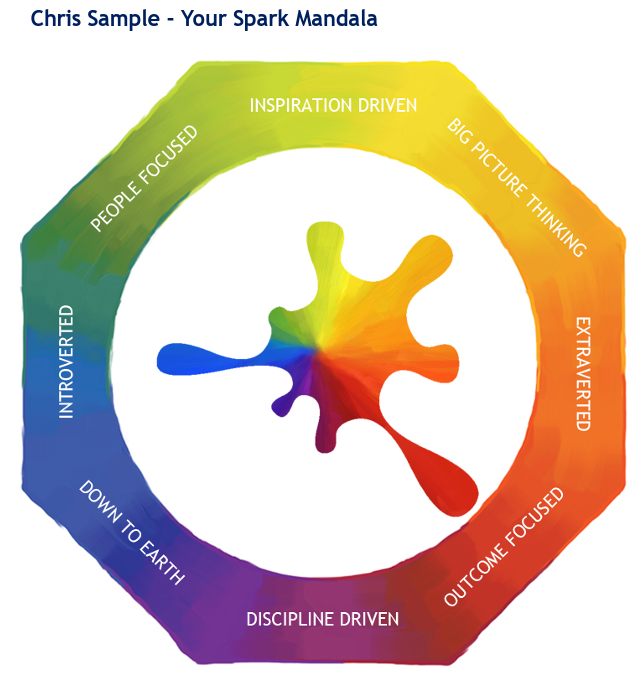 Chris Sample - Your Spark Mandala
INSPIRATION DRIVEN
BIG PICTURE THINKING
EXTRAVERTED
OUTCOME FOCUSED
DISCIPLINE DRIVEN
DOWN TO EARTH
INTROVERTED
PEOPLE FOCUSED